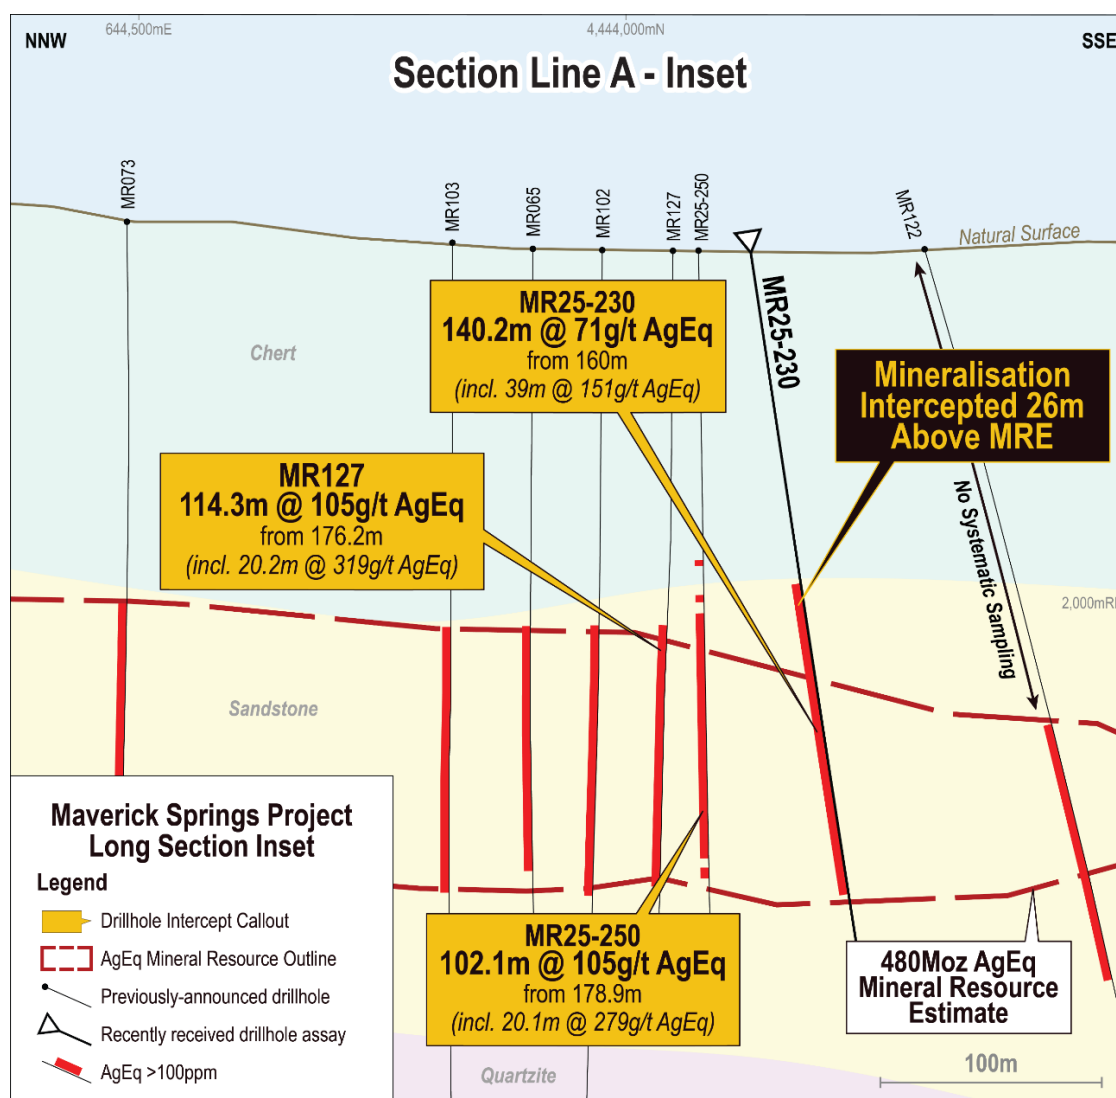 644,500mE
4,444,000mN
NNW
SSE
Section Line A - Inset
MR073
MR103
MR065
MR102
MR127
MR25-250
MR122
Natural Surface
MR25-230
MR25-230
140.2m @ 71g/t AgEq
from 160m
(incl. 39m @ 151g/t AgEq)
Chert
Mineralisation
Intercepted 26m
Above MRE
MR127
114.3m @ 105g/t AgEq
from 176.2m
(incl. 20.2m @ 319g/t AgEq)
No Systematic Sampling
2,000mRL
Sandstone
Maverick Springs Project
Long Section Inset
Legend
Drillhole Intercept Callout
AgEq Mineral Resource Outline
Previously-announced drillhole
Recently received drillhole assay
AgEq >100ppm
MR25-250
102.1m @ 105g/t AgEq
from 178.9m
(incl. 20.1m @ 279g/t AgEq)
480Moz AgEq
Mineral Resource
Estimate
Quartzite
100m